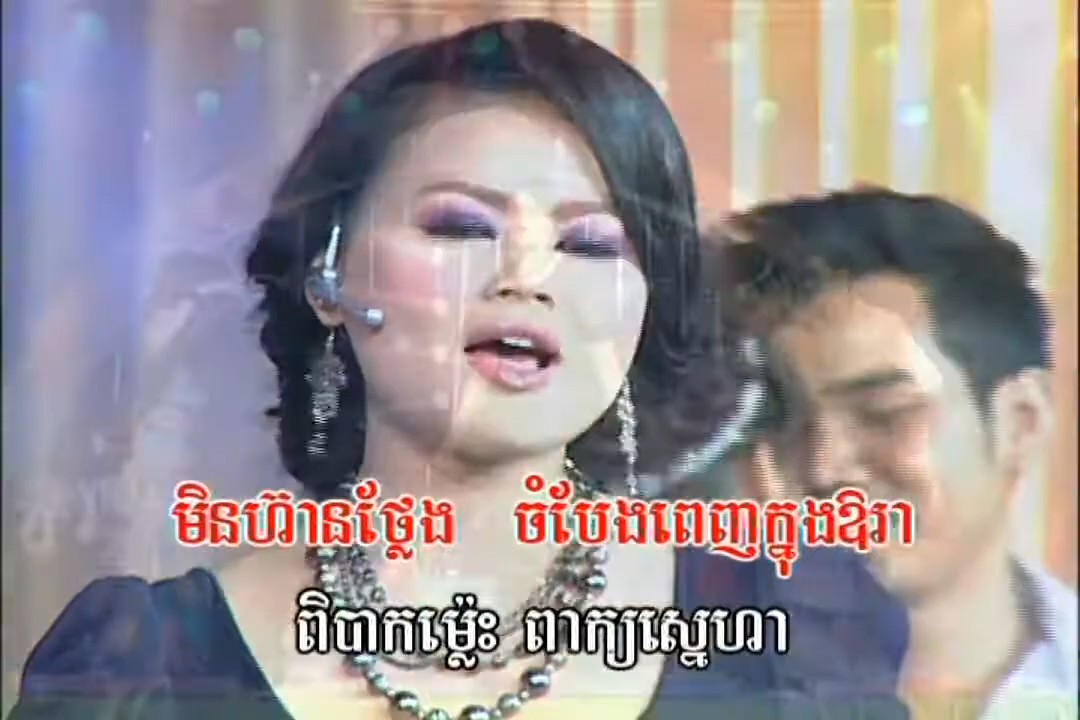 មិនហ៊ានថ្លែង ចំបែងពេញក្នុងឱរា
ពិបាកម្ល៉េះ ពាក្យស្នេហា